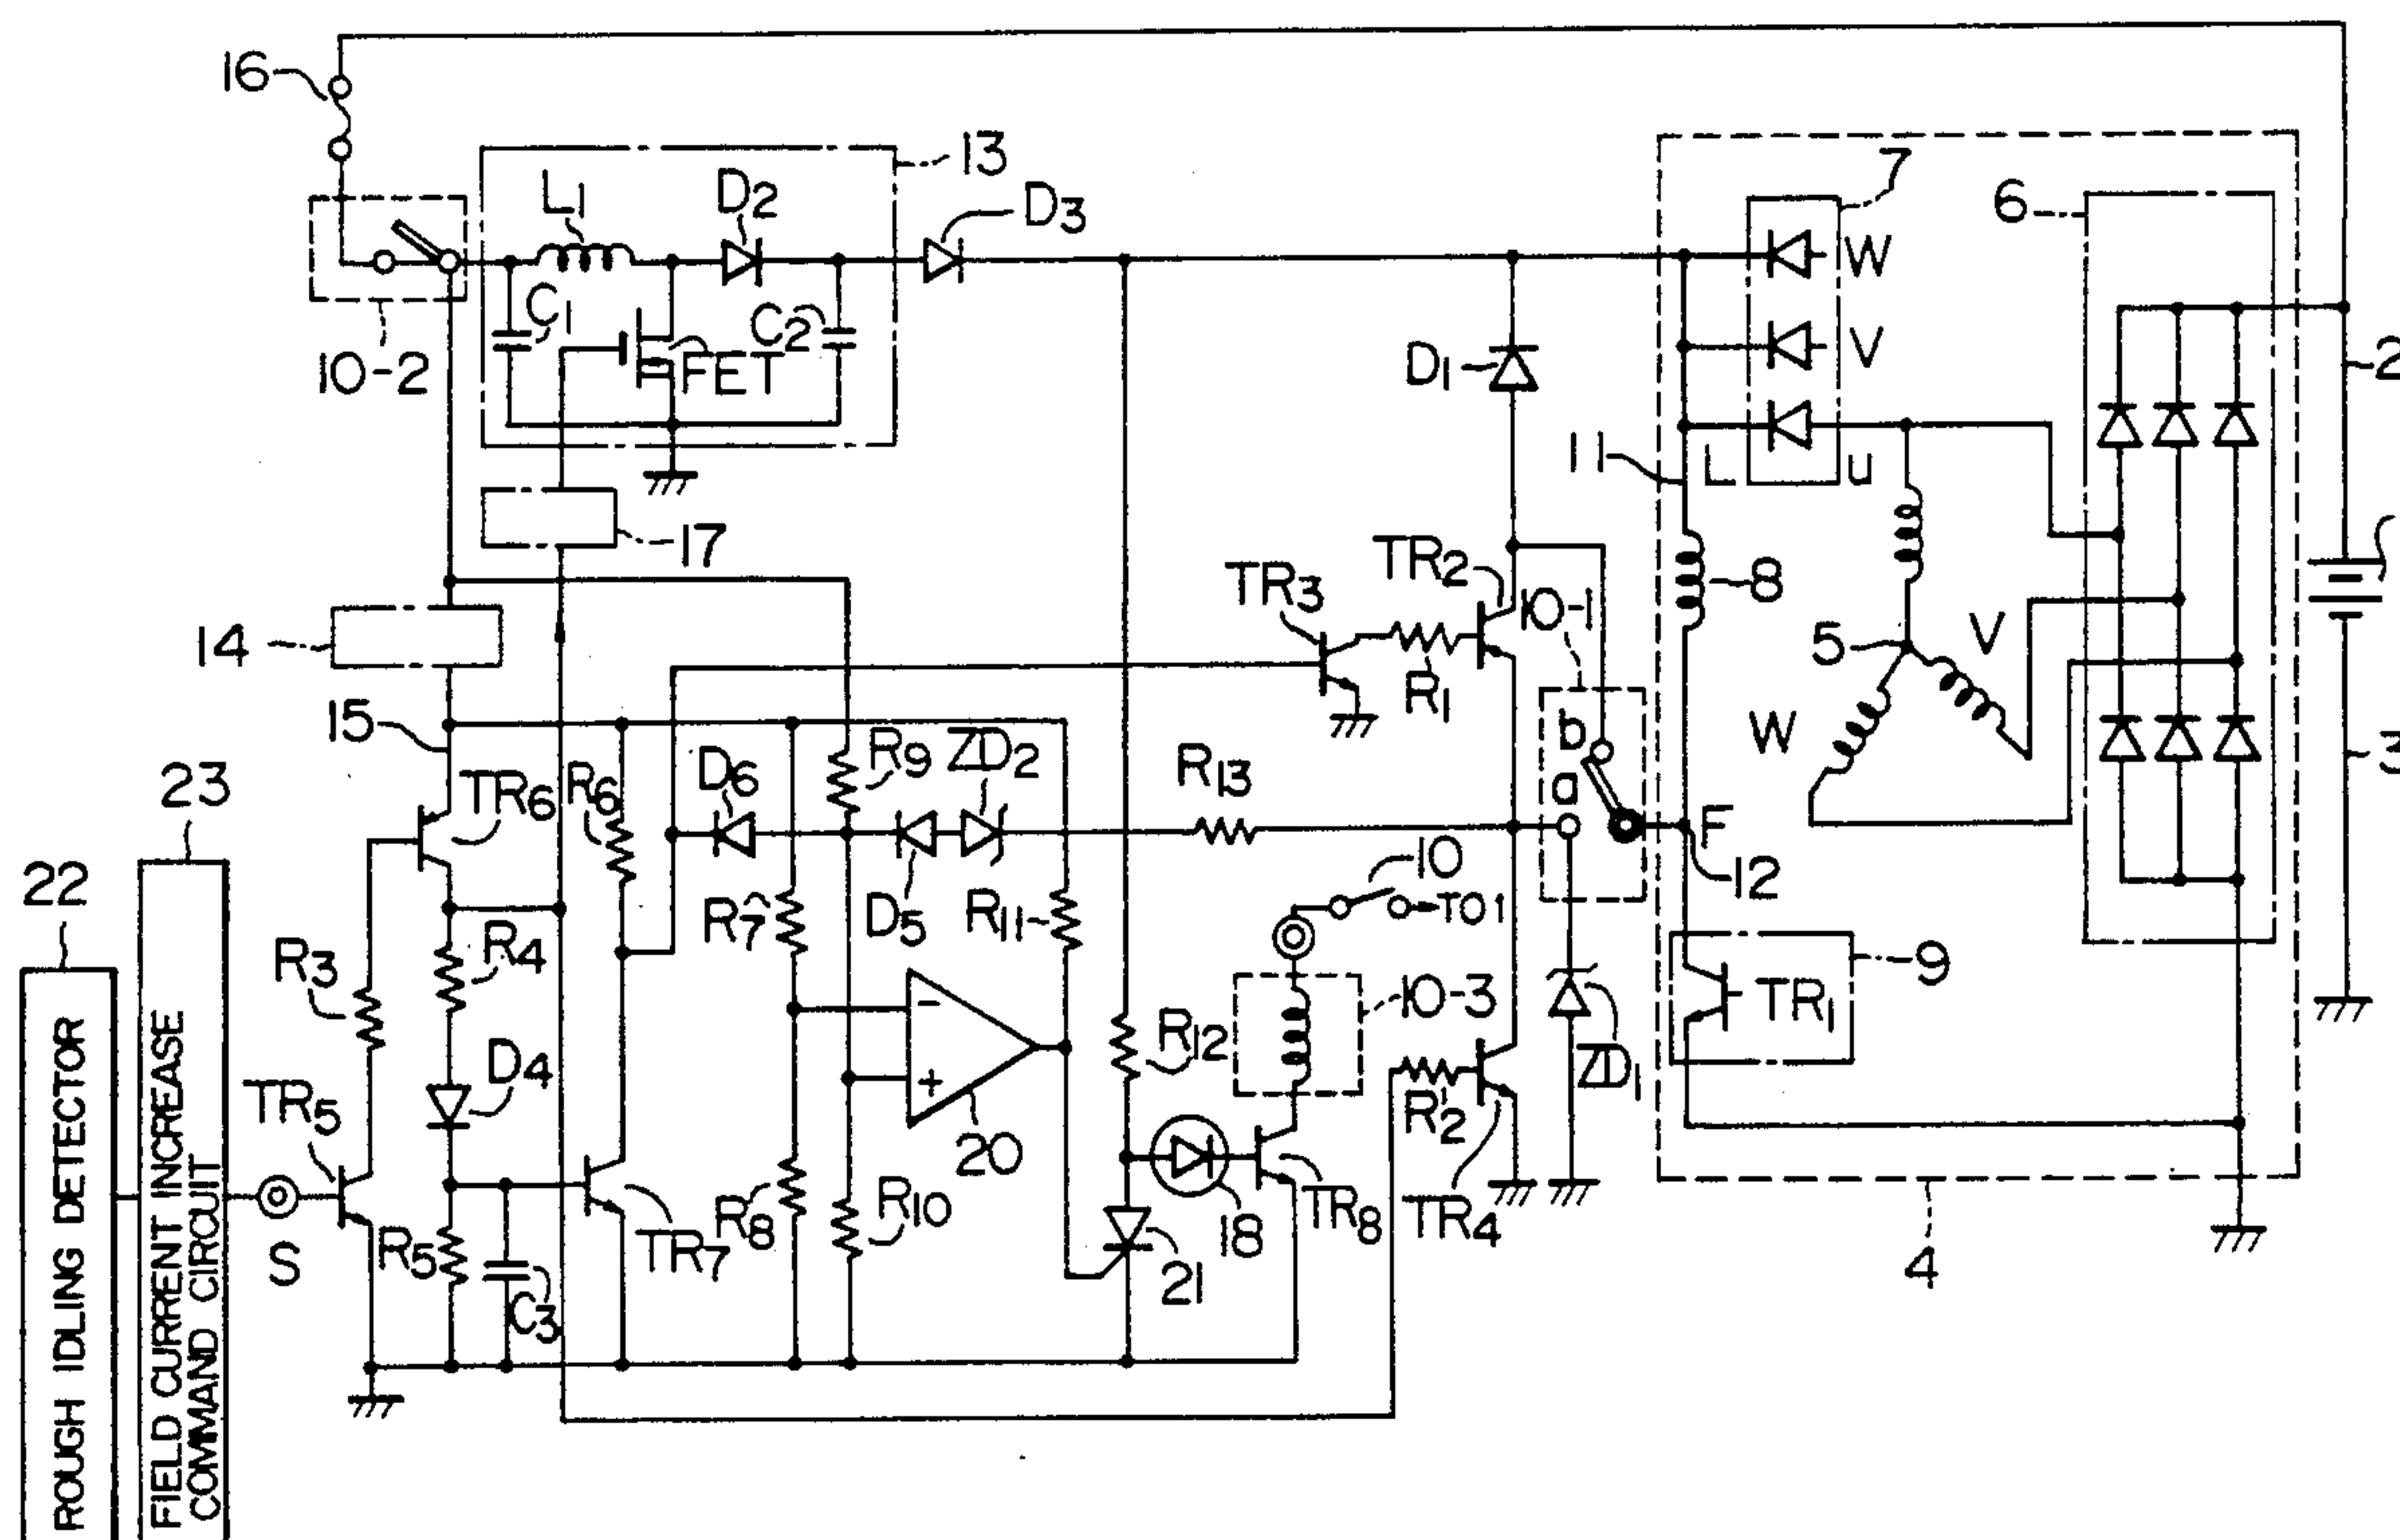 16
13
7
6
L1
D2
D3
W
C1
C2
FET
V
10-2
D1
2
11
L
u
17
TR3
TR2
10-1
8
14
R1
5
V
15
b
W
R9
ZD2
R13
a
3
23
TR6
R6
D6
F
22
R7
D5
R11
10
TO 1
12
R3
R4
10-3
9
TR1
D4
R12
ZD1
TR5
20
R2
R5
TR7
R8
R10
18
TR8
TR4
S
C3
21
4
ROUGH IDLING DETECTOR
FIELD CURRENT INCREASE
COMMAND CIRCUIT